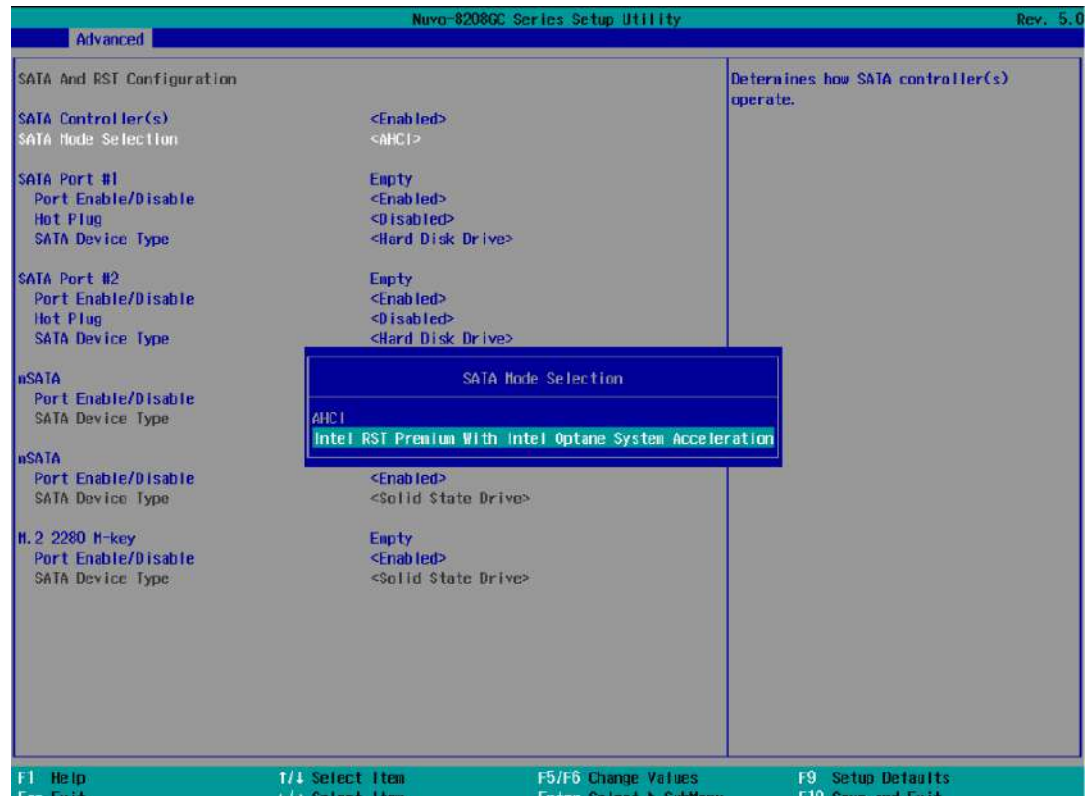 Nuvo-8208GC Series Setup Utility Rev. 5.0
Advanced
SATA And RST Configuration
Determines how SATA controller(s) operate.
SATA Controller(s) <Enabled>
SATA Mode Selection <AHCI>
SATA Port #1 Empty
Port Enable/Disable <Enabled>
Hot Plug <Disabled>
SATA Device Type <Hard Disk Drive>
SATA Port #2 Empty
Port Enable/Disable <Enabled>
Hot Plug <Disabled>
SATA Device Type <Hard Disk Drive>
SATA Mode Selection
AHCI
Intel RST Premium With Intel Optane System Acceleration
mSATA
Port Enable/Disable
SATA Device Type
mSATA
Port Enable/Disable <Enabled>
SATA Device Type <Solid State Drive>
M.2 2280 M-key Empty
Port Enable/Disable <Enabled>
SATA Device Type <Solid State Drive>
F1 Help ↑/↓ Select Item F5/F6 Change Values F9 Setup Defaults
Select Item